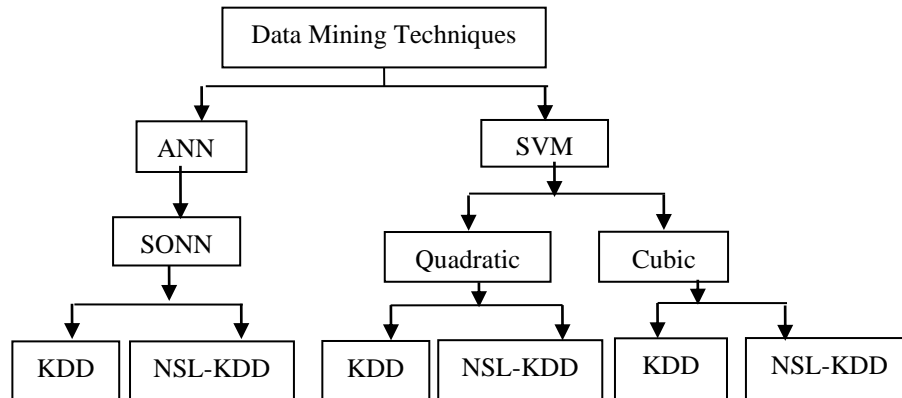 Data Mining Techniques
ANN
SVM
SONN
Quadratic
Cubic
KDD
NSL-KDD
KDD
NSL-KDD
KDD
NSL-KDD